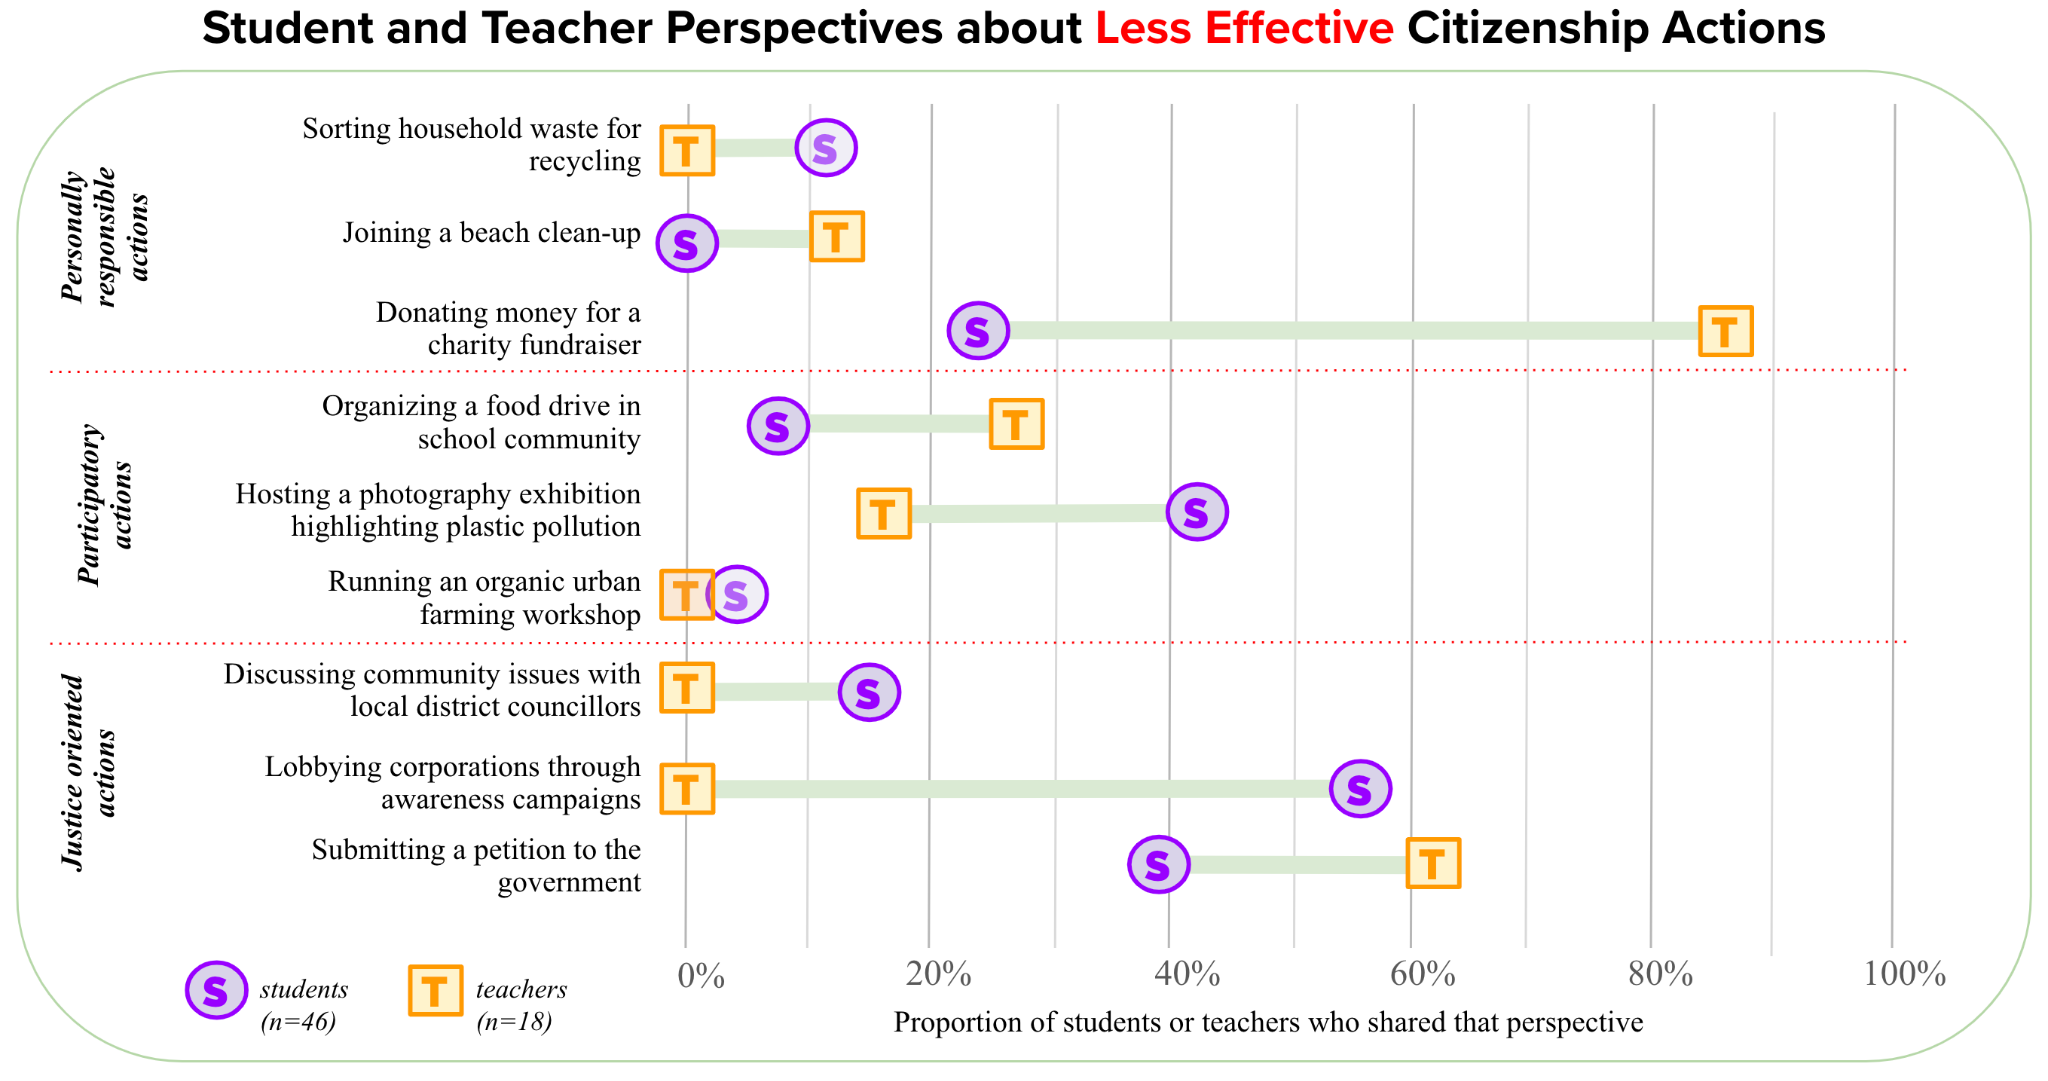 Student and Teacher Perspectives about Less Effective Citizenship Actions
Personally
responsible
actions
Sorting household waste for
recycling
T
S
Joining a beach clean-up
S
T
Donating money for a
charity fundraiser
S
T
Participatory
actions
Organizing a food drive in
school community
S
T
Hosting a photography exhibition
highlighting plastic pollution
T
S
Running an organic urban
farming workshop
T
S
Justice oriented
actions
Discussing community issues with
local district councillors
T
S
Lobbying corporations through
awareness campaigns
T
S
Submitting a petition to the
government
S
T
0% 20% 40% 60% 80% 100%
Proportion of students or teachers who shared that perspective
S
students
(n=46)
T
teachers
(n=18)